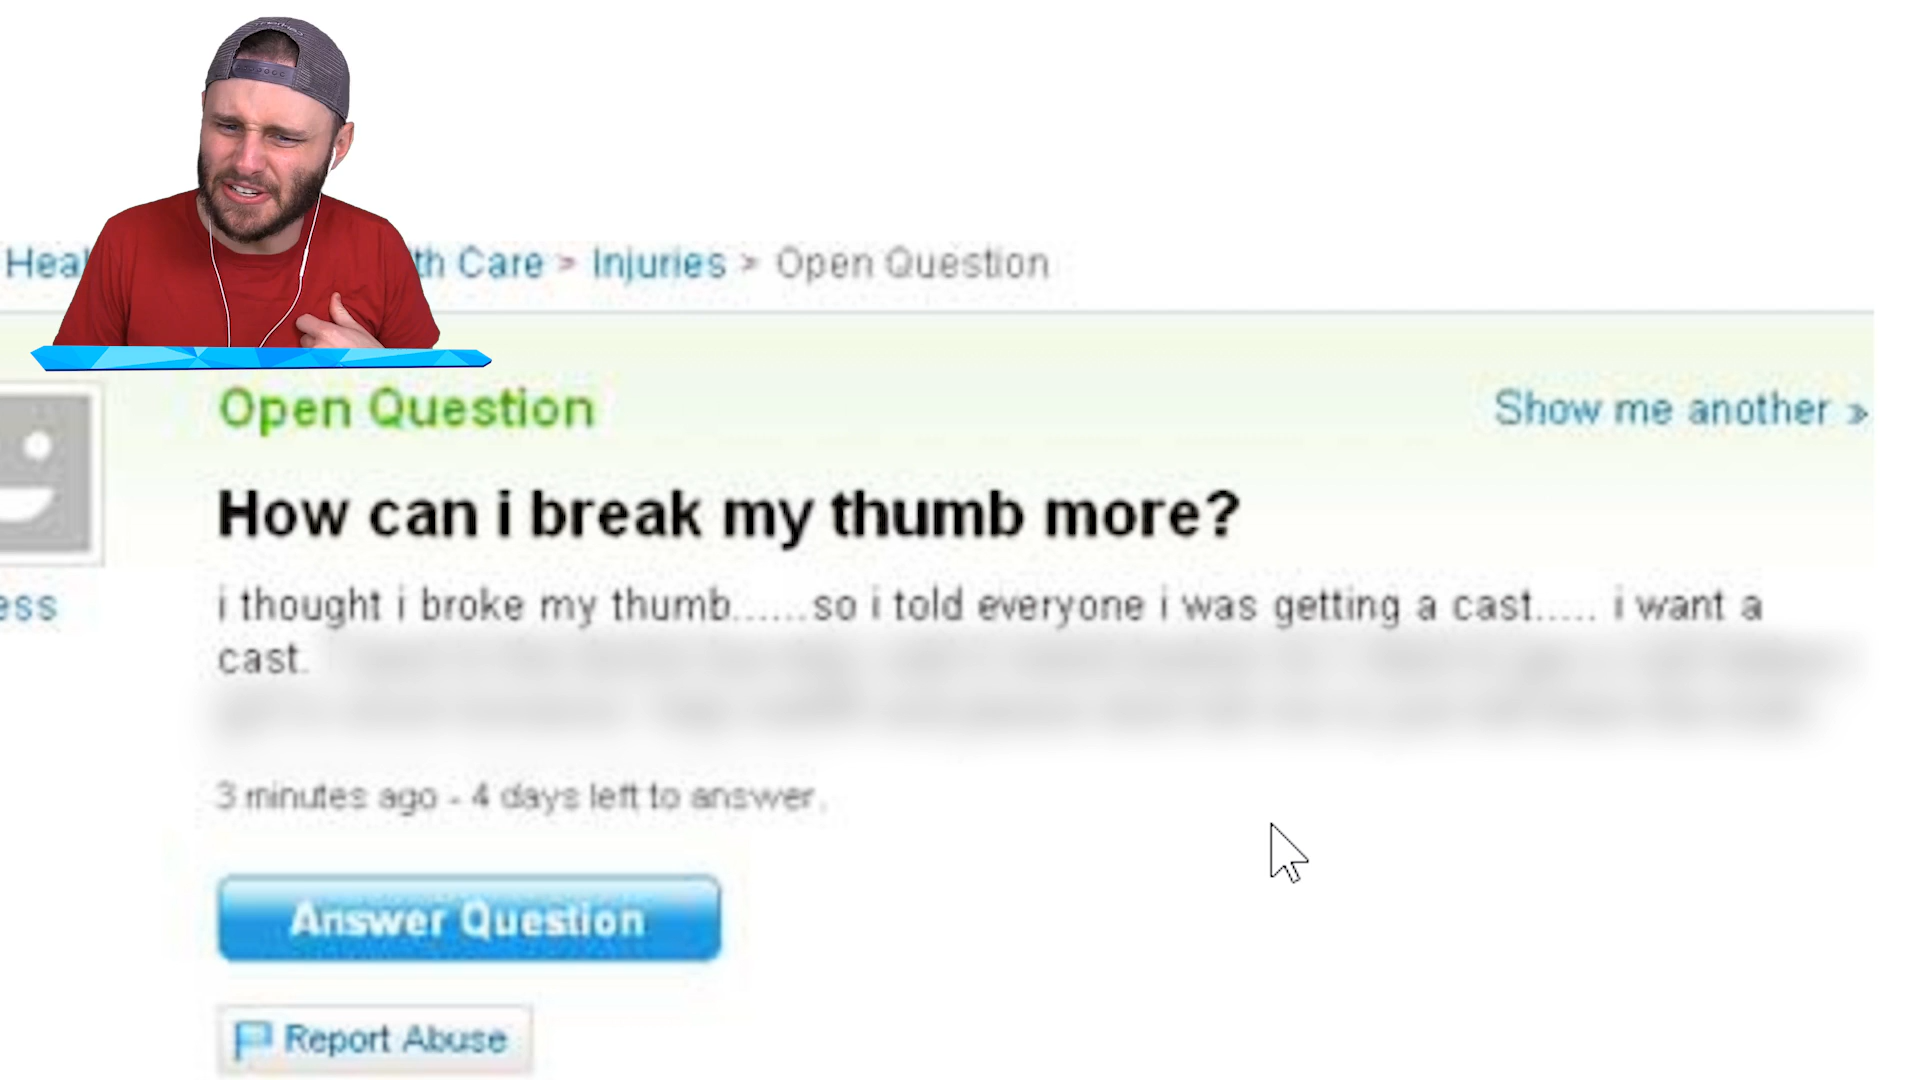 Heal th Care > Injuries > Open Question
Open Question
Show me another »
How can i break my thumb more?
ess
i thought i broke my thumb......so i told everyone i was getting a cast..... i want a
cast.
3 minutes ago - 4 days left to answer.
Answer Question
Report Abuse